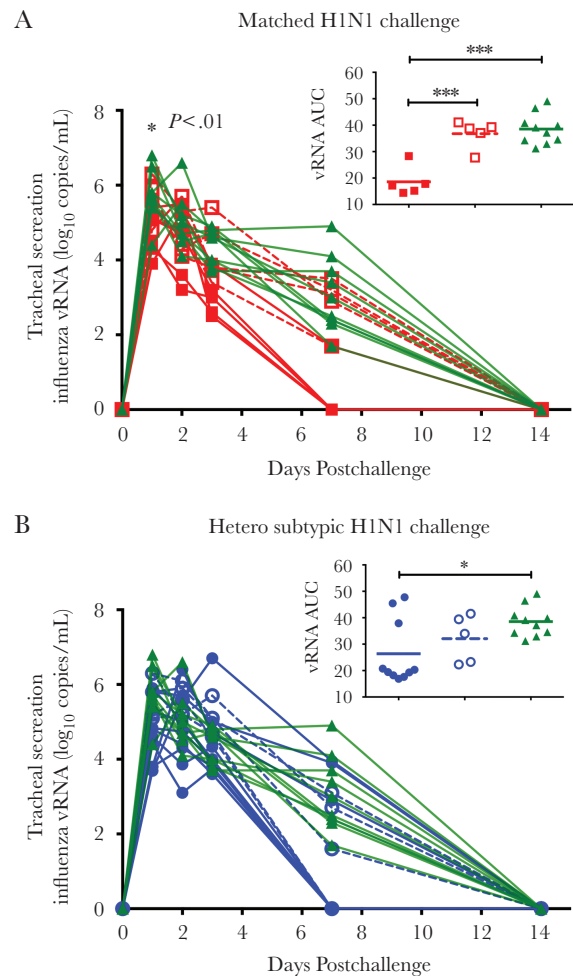 A
Matched H1N1 challenge
***
***
60
50
40
30
20
10
vRNA AUC
* P<.01
8
6
4
2
0
Tracheal secreation
influenza vRNA (log10 copies/mL)
0 2 4 6 8 10 12 14
Days Postchallenge
B
Hetero subtypic H1N1 challenge
*
60
50
40
30
20
10
vRNA AUC
8
6
4
2
0
Tracheal secretion
influenza vRNA (log10 copies/mL)
0 2 4 6 8 10 12 14
Days Postchallenge